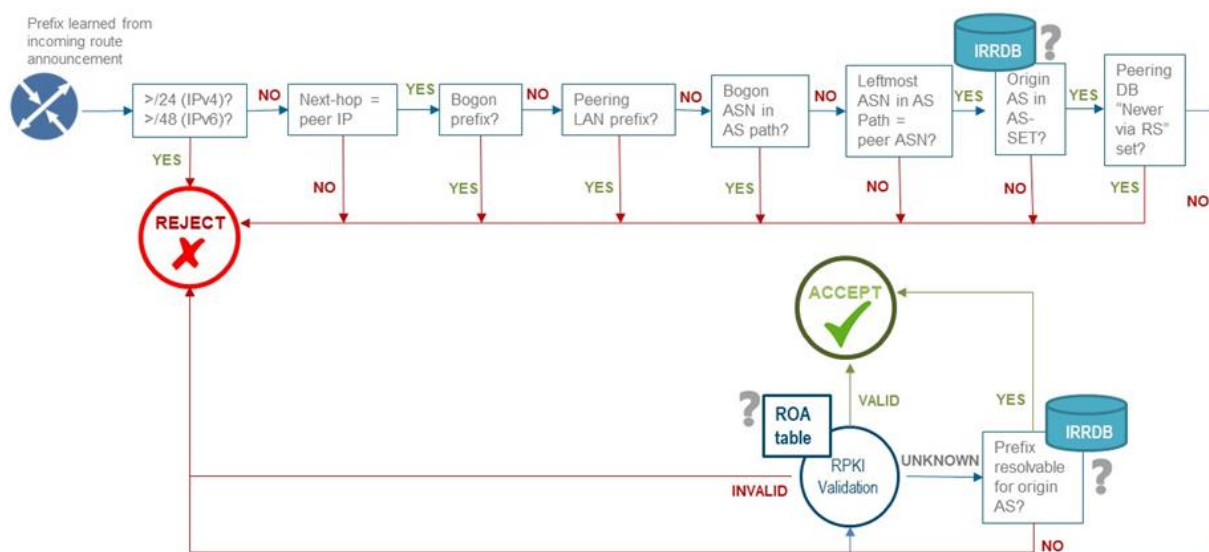 Prefix learned from
incoming route
announcement
>/24 (IPv4)?
>/48 (IPv6)?
NO
YES
Next-hop =
peer IP
YES
NO
Bogon
prefix?
NO
YES
Peering
LAN prefix?
NO
YES
Bogon
ASN in
AS path?
NO
YES
Leftmost
ASN in AS
Path =
peer ASN?
YES
NO
IRRDB
?
Origin
AS in
AS-
SET?
YES
NO
Peering
DB
“Never
via RS”
set?
YES
NO
REJECT
ACCEPT
?
ROA
table
VALID
RPKI
Validation
INVALID
UNKNOWN
YES
IRRDB
Prefix
resolvable
for origin
AS?
?
NO